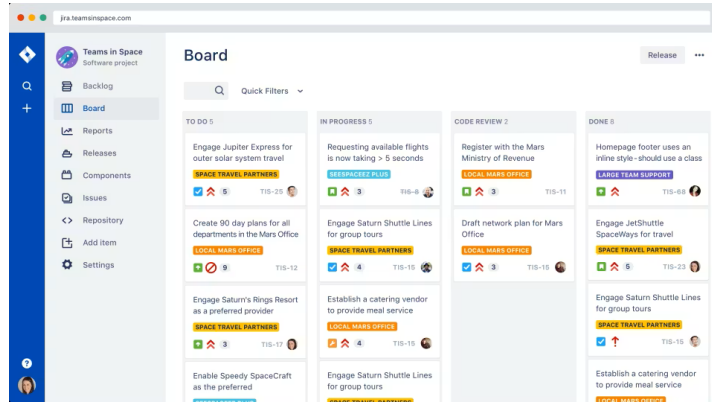 jira.teamsinspace.com
Teams in Space
Software project
Backlog
Board
Reports
Releases
Components
Issues
Repository
Add item
Settings
Board
Release
Quick Filters
TO DO 5
Engage Jupiter Express for
outer solar system travel
SPACE TRAVEL PARTNERS
5
TIS-25
Create 90 day plans for all
departments in the Mars Office
LOCAL MARS OFFICE
9
TIS-12
Engage Saturn's Rings Resort
as a preferred provider
SPACE TRAVEL PARTNERS
3
TIS-17
Enable Speedy SpaceCraft
as the preferred
IN PROGRESS 5
Requesting available flights
is now taking > 5 seconds
SEESPACEEZ PLUS
3
TIS-8
Engage Saturn Shuttle Lines
for group tours
SPACE TRAVEL PARTNERS
4
TIS-15
Establish a catering vendor
to provide meal service
LOCAL MARS OFFICE
4
TIS-15
Engage Saturn Shuttle Lines
for group tours
SPACE TRAVEL PARTNERS
CODE REVIEW 2
Register with the Mars
Ministry of Revenue
LOCAL MARS OFFICE
3
TIS-11
Draft network plan for Mars
Office
LOCAL MARS OFFICE
3
TIS-15
DONE 8
Homepage footer uses an
inline style - should use a class
LARGE TEAM SUPPORT
TIS-68
Engage JetShuttle
SpaceWays for travel
SPACE TRAVEL PARTNERS
5
TIS-23
Engage Saturn Shuttle Lines
for group tours
SPACE TRAVEL PARTNERS
TIS-15
Establish a catering vendor
to provide meal service
LOCAL MARS OFFICE